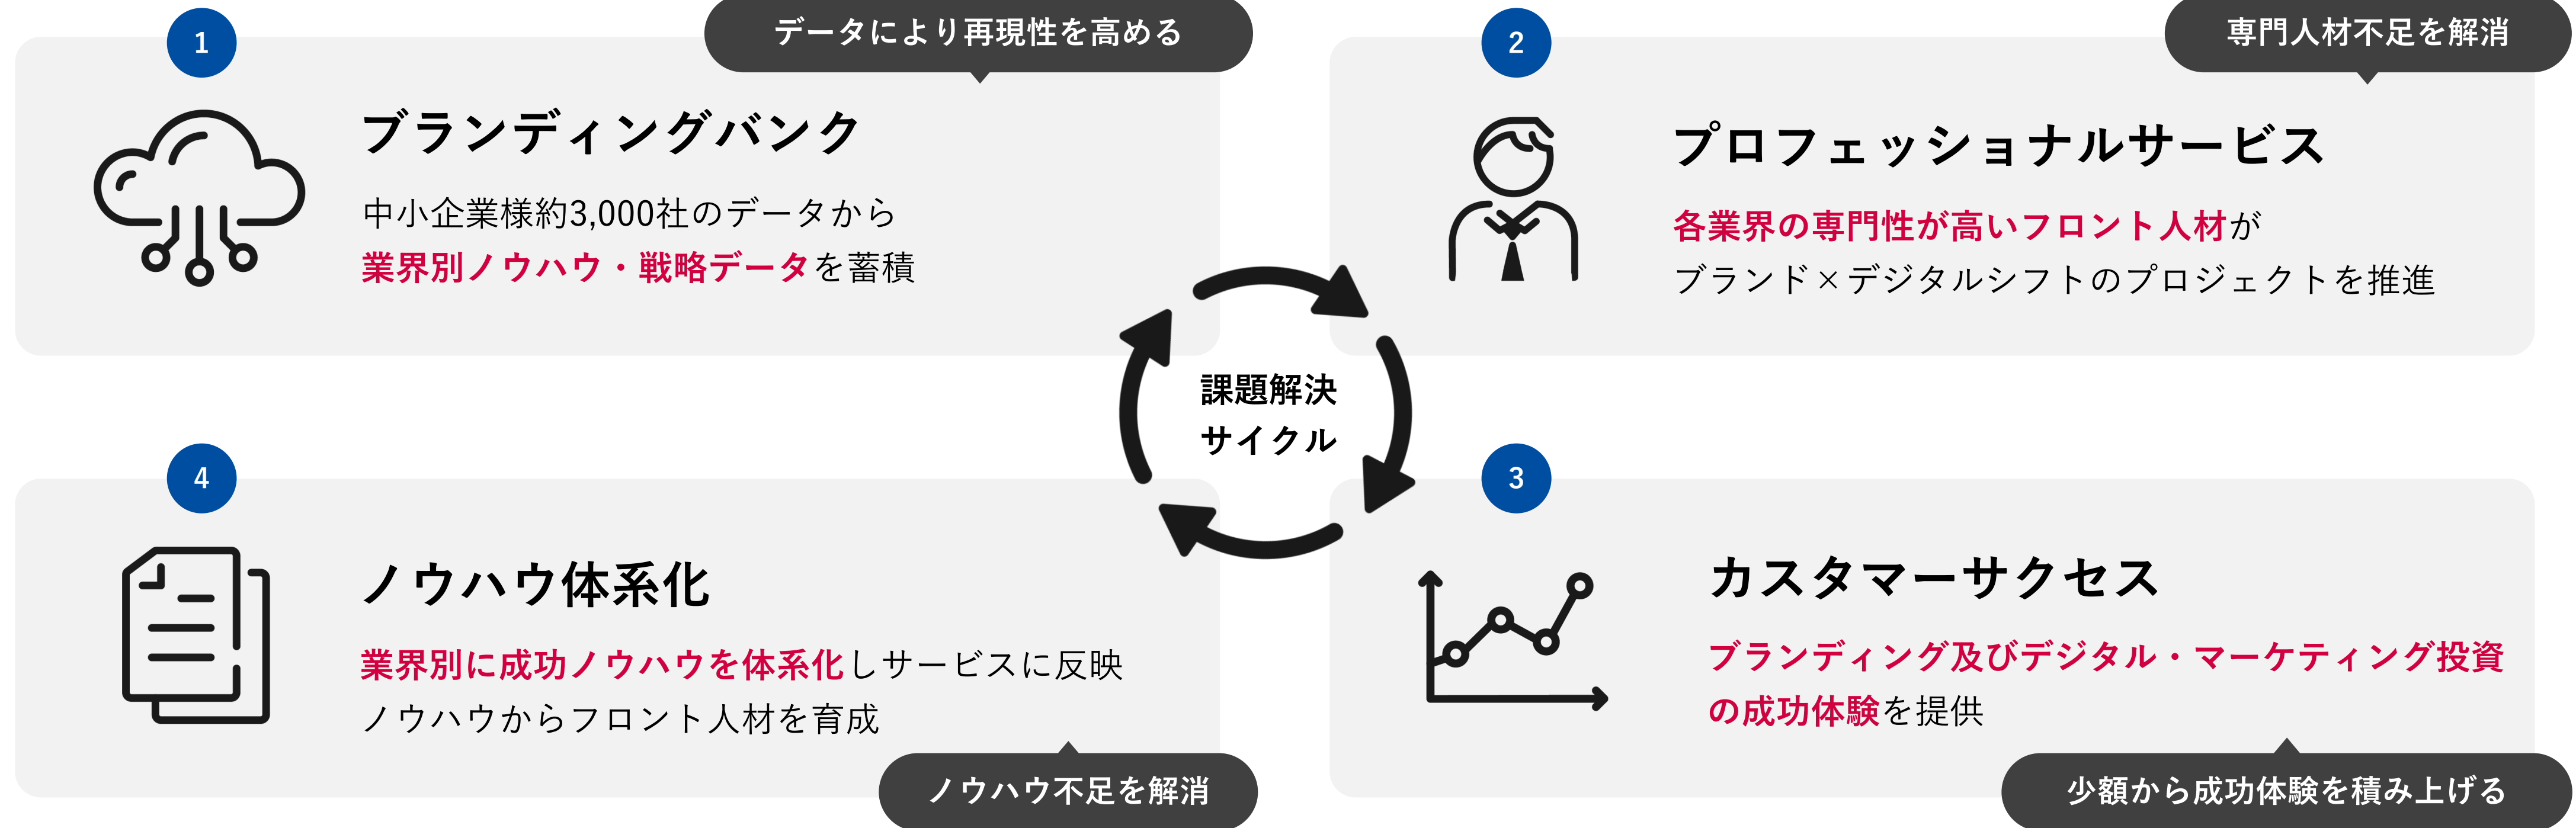 1
データにより再現性を高める
ブランディングバンク
中小企業様約3,000社のデータから
業界別ノウハウ・戦略データを蓄積
2
専門人材不足を解消
プロフェッショナルサービス
各業界の専門性が高いフロント人材が
ブランド×デジタルシフトのプロジェクトを推進
課題解決
サイクル
3
カスタマーサクセス
ブランディング及びデジタル・マーケティング投資
の成功体験を提供
少額から成功体験を積み上げる
4
ノウハウ体系化
業界別に成功ノウハウを体系化しサービスに反映
ノウハウからフロント人材を育成
ノウハウ不足を解消